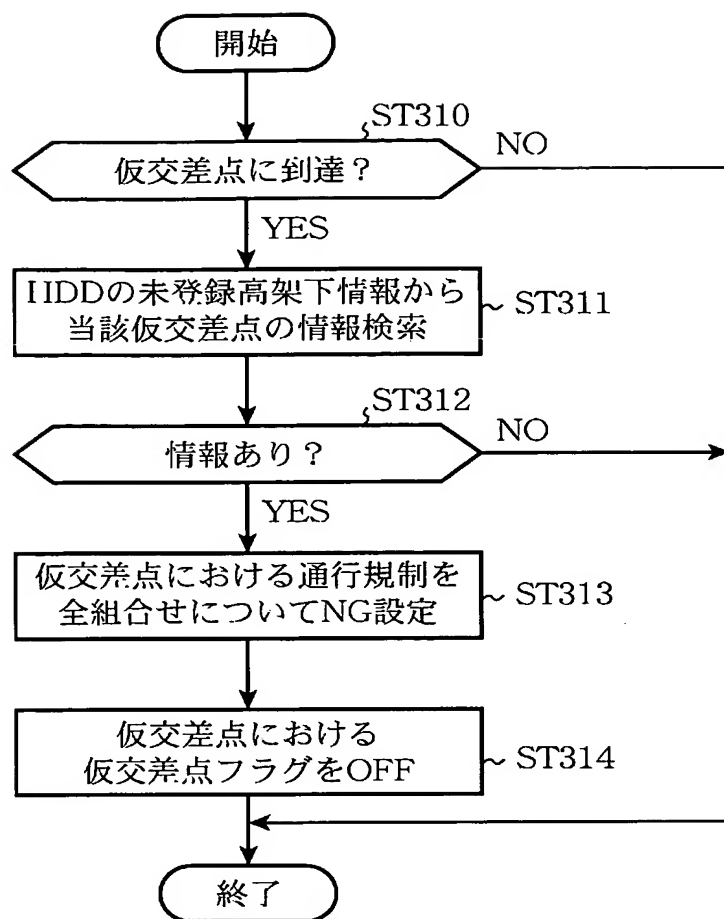 開始
ST310
仮交差点に到達？
NO
YES
HDDの未登録高架下情報から
当該仮交差点の情報検索
ST311
ST312
情報あり？
NO
YES
仮交差点における通行規制を
全組合せについてNG設定
ST313
仮交差点における
仮交差点フラグをOFF
ST314
終了